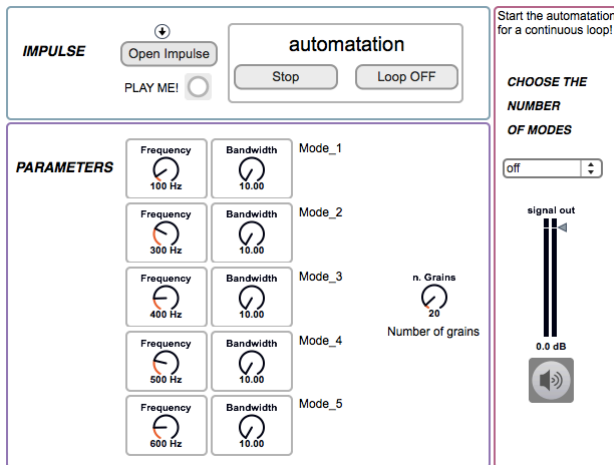 IMPULSE
Open Impulse
PLAY ME!
automatation
Stop
Loop OFF
Start the automatation
for a continuous loop!
CHOOSE THE
NUMBER
OF MODES
off
signal out
0.0 dB
PARAMETERS
Frequency
100 Hz
Bandwidth
10.00
Mode_1
Frequency
300 Hz
Bandwidth
10.00
Mode_2
Frequency
400 Hz
Bandwidth
10.00
Mode_3
Frequency
500 Hz
Bandwidth
10.00
Mode_4
Frequency
600 Hz
Bandwidth
10.00
Mode_5
n. Grains
20
Number of grains